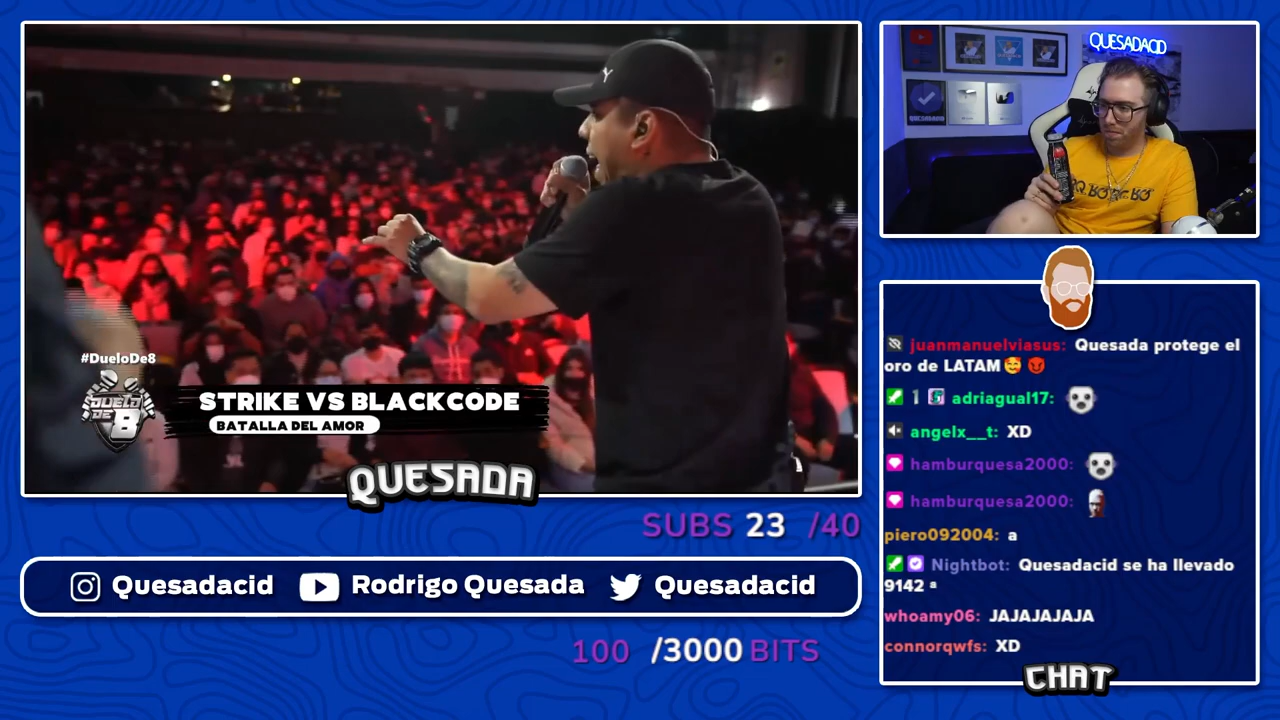 #DueloDe8
DUELO
DE 8
STRIKE VS BLACKCODE
BATALLA DEL AMOR
QUESADA
QUESADACID
SUBS 23 /40
Quesadacid Rodrigo Quesada Quesadacid
100 /3000 BITS
juanmanuelviasus: Quesada protege el
oro de LATAM
1 adriagual17:
angelx__t: XD
hamburquesa2000:
hamburquesa2000:
piero092004: a
Nightbot: Quesadacid se ha llevado
9142 ª
whoamy06: JAJAJAJAJA
connorqwfs: XD
CHAT